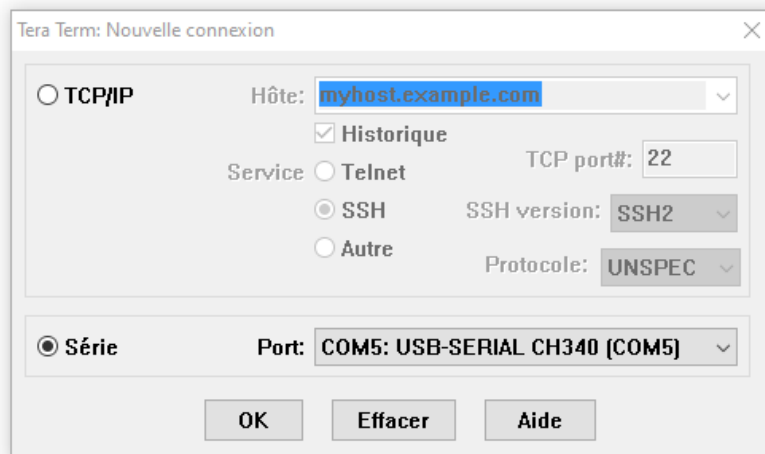 Tera Term: Nouvelle connexion
TCP/IP
Hôte: myhost.example.com
Historique
Service Telnet TCP port#: 22
SSH SSH version: SSH2
Autre Protocole: UNSPEC
Série Port: COM5: USB-SERIAL CH340 (COM5)
OK Effacer Aide